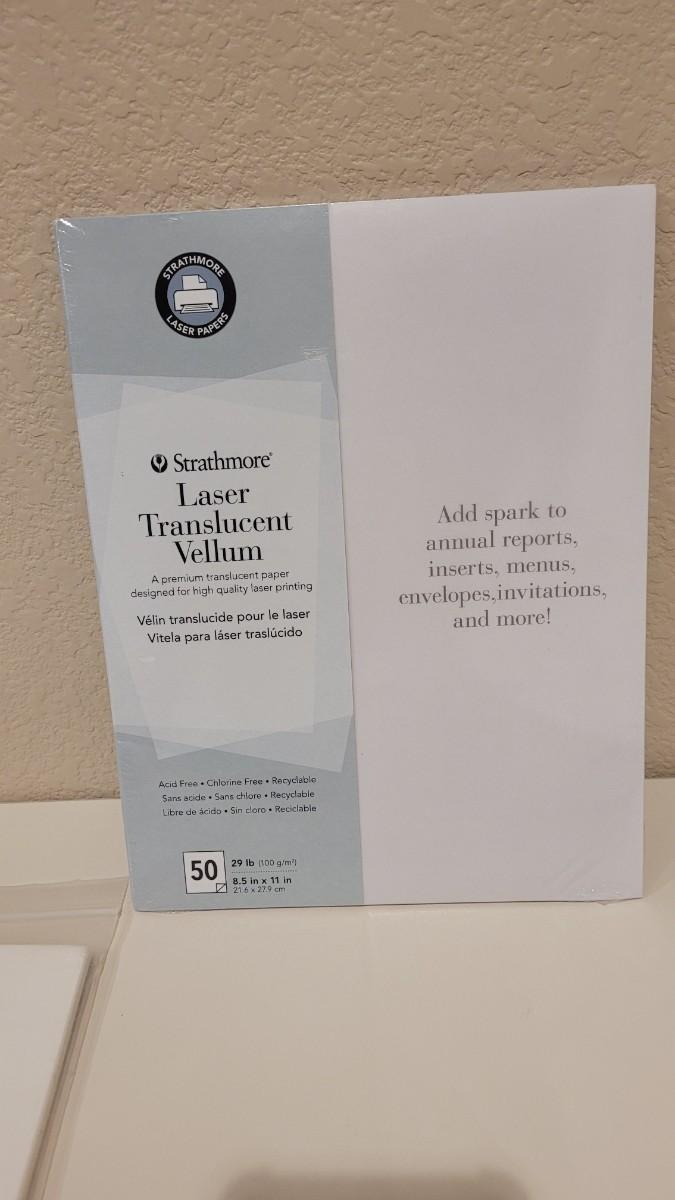 STRATHMORE
LASER PAPERS
Strathmore®
Laser
Translucent
Vellum
A premium translucent paper
designed for high quality laser printing
Vélin translucide pour le laser
Vitela para láser traslúcido
Acid Free • Chlorine Free • Recyclable
Sans acide • Sans chlore • Recyclable
Libre de ácido • Sin cloro • Reciclable
50
29 lb (100 g/m²)
8.5 in x 11 in
21.6 x 27.9 cm
Add spark to
annual reports,
inserts, menus,
envelopes,invitations,
and more!